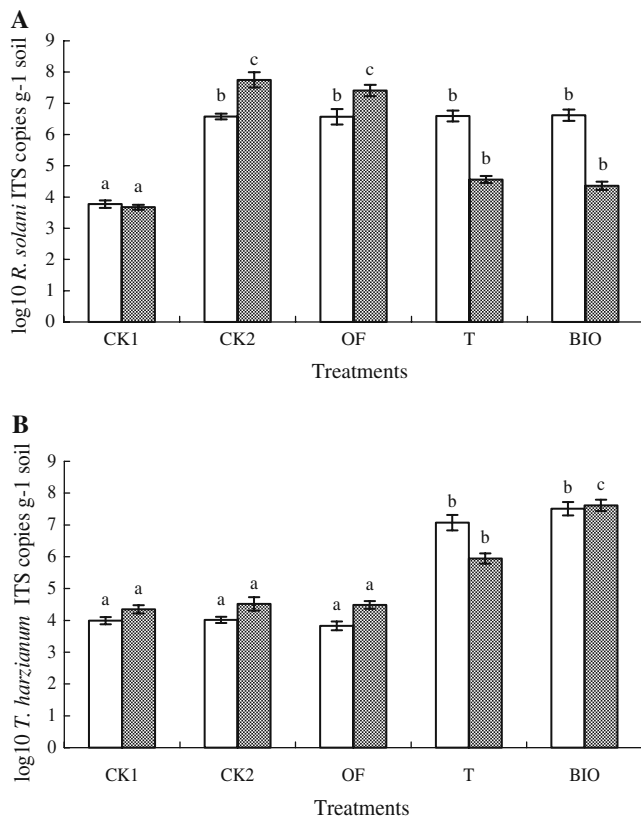 A
log10 R. solani ITS copies g-1 soil
9
8
7
6
5
4
3
2
1
0
a a
b c
b c
b b
b b
CK1 CK2 OF T BIO
Treatments
B
log10 T. harzianum ITS copies g-1 soil
9
8
7
6
5
4
3
2
1
0
a a
a a
a a
b b
b c
CK1 CK2 OF T BIO
Treatments